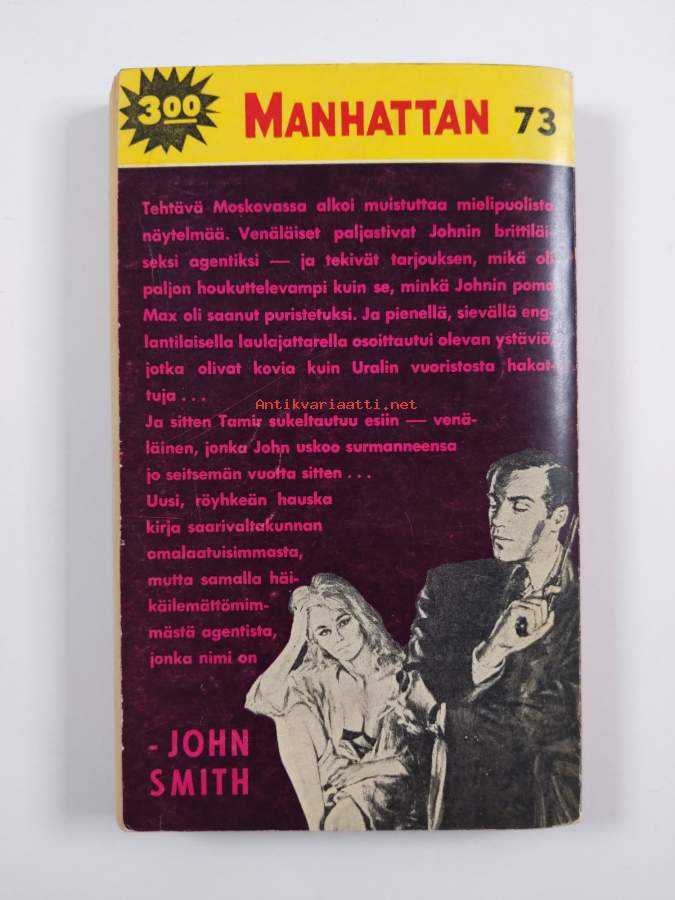 3 00
MANHATTAN 73
Tehtävä Moskovassa alkoi muistuttaa mielipuolista
näytelmää. Venäläiset paljastivat Johnin brittiläi-
seksi agentiksi — ja tekivät tarjouksen, mikä oli
paljon houkuttelevampi kuin se, minkä Johnin pomo
Max oli saanut puristetuksi. Ja pienellä, sievällä eng-
lantilaisella laulajattarella osoittautui olevan ystäviä,
jotka olivat kovia kuin Uralin vuoristosta hakat-
tuja . . .
Antikvariaatti.net
Ja sitten Tamir sukeltautuu esiin — venä-
läinen, jonka John uskoo surmanneensa
jo seitsemän vuotta sitten . . .
Uusi, röyhkeän hauska
kirja saarivaltakunnan
omalaatuisimmasta,
mutta samalla häi-
käilemättömim-
mästä agentista,
jonka nimi on
- JOHN
SMITH